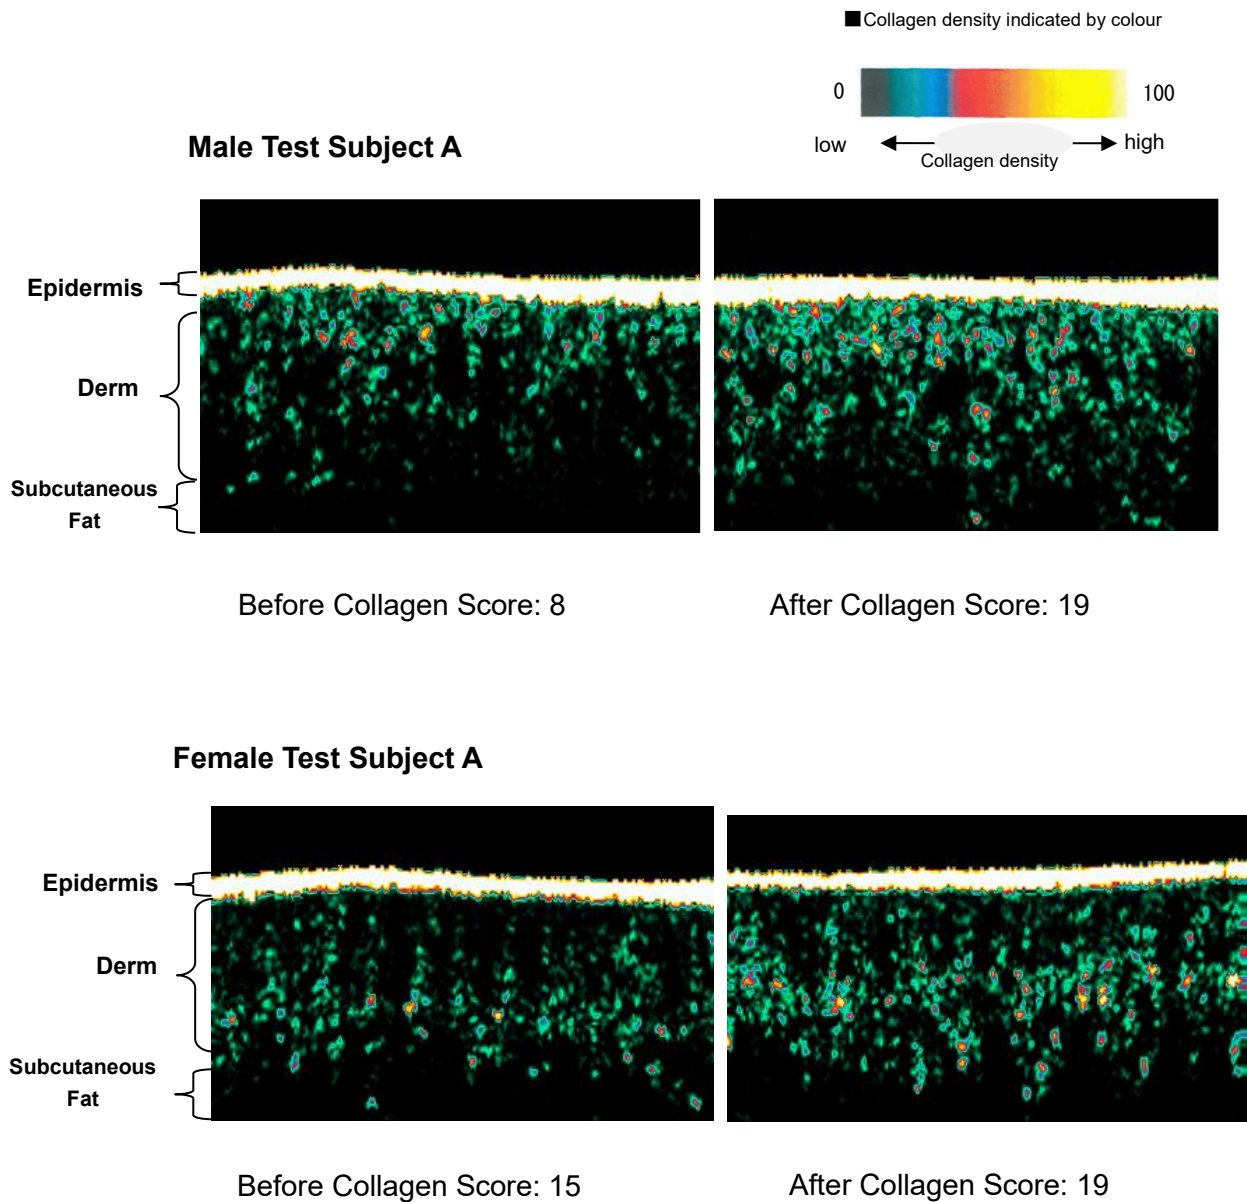 ■Collagen density indicated by colour
0
100
low
high
Collagen density
Male Test Subject A
Epidermis
Derm
Subcutaneous
Fat
Before Collagen Score: 8
After Collagen Score: 19
Female Test Subject A
Epidermis
Derm
Subcutaneous
Fat
Before Collagen Score: 15
After Collagen Score: 19